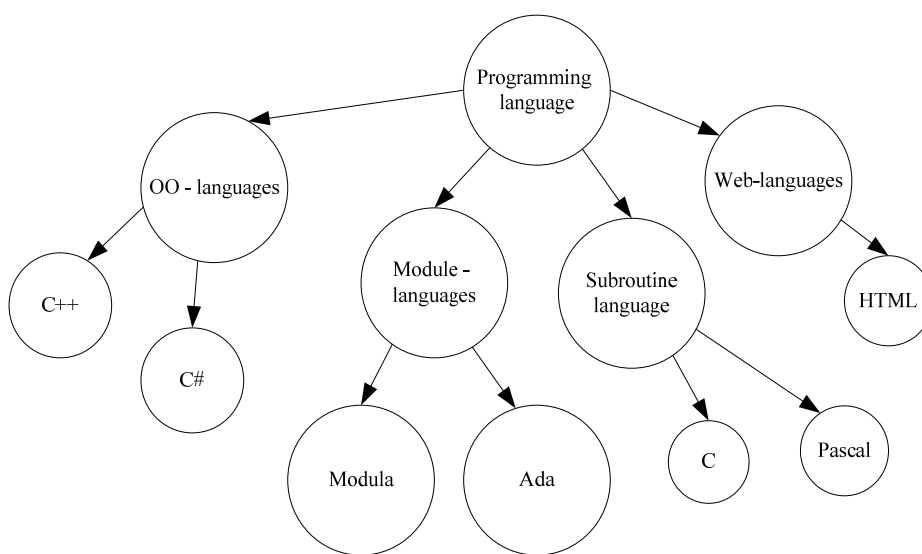 Programming
language
OO - languages
Web-languages
Module -
languages
Subroutine
language
C++
HTML
C#
Modula
Ada
C
Pascal